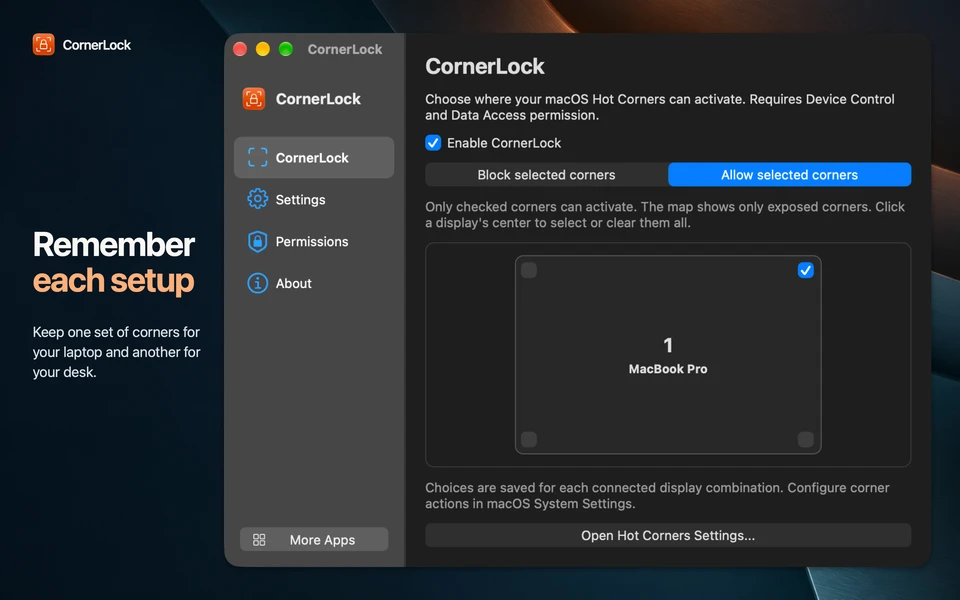 CornerLock
Remember
each setup
Keep one set of corners for
your laptop and another for
your desk.
CornerLock
CornerLock
CornerLock
Settings
Permissions
About
More Apps
CornerLock
Choose where your macOS Hot Corners can activate. Requires Device Control
and Data Access permission.
Enable CornerLock
Block selected corners
Allow selected corners
Only checked corners can activate. The map shows only exposed corners. Click
a display's center to select or clear them all.
1
MacBook Pro
Choices are saved for each connected display combination. Configure corner
actions in macOS System Settings.
Open Hot Corners Settings...